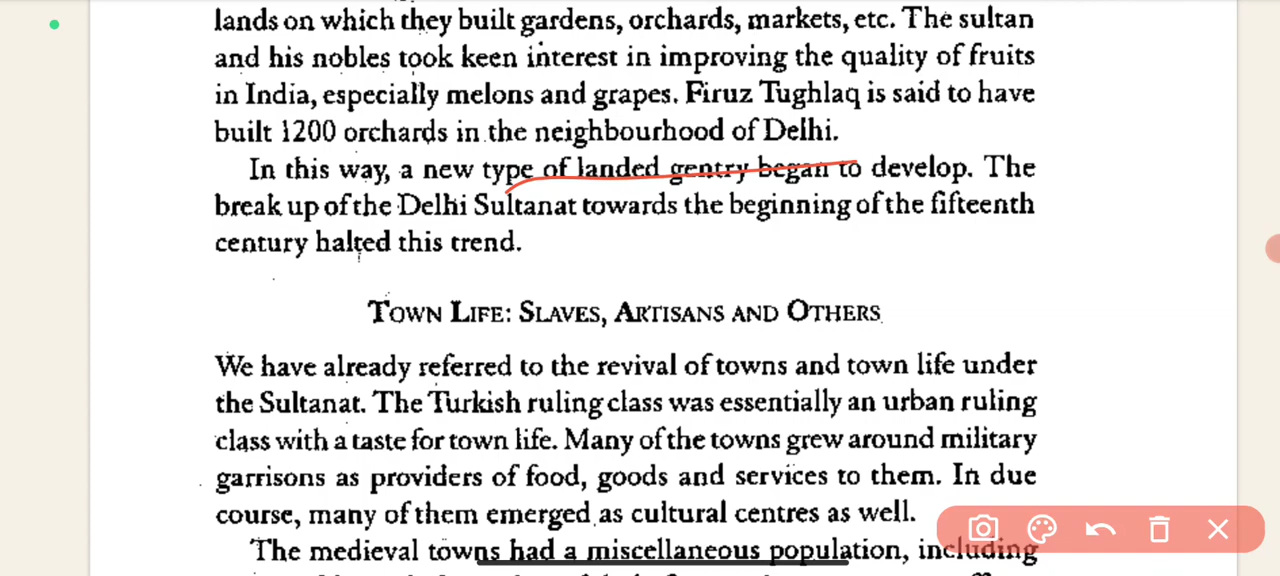 lands on which they built gardens, orchards, markets, etc. The sultan
and his nobles took keen interest in improving the quality of fruits
in India, especially melons and grapes. Firuz Tughlaq is said to have
built 1200 orchards in the neighbourhood of Delhi.
In this way, a new type of landed gentry began to develop. The
break up of the Delhi Sultanat towards the beginning of the fifteenth
century halted this trend.
TOWN LIFE: SLAVES, ARTISANS AND OTHERS
We have already referred to the revival of towns and town life under
the Sultanat. The Turkish ruling class was essentially an urban ruling
class with a taste for town life. Many of the towns grew around military
garrisons as providers of food, goods and services to them. In due
course, many of them emerged as cultural centres as well.
The medieval towns had a miscellaneous population, including